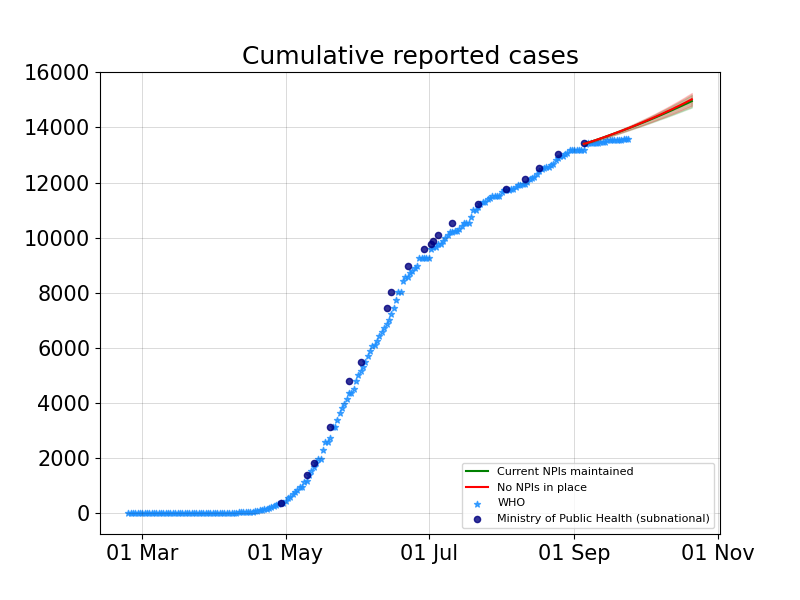 Cumulative reported cases
16000
14000
12000
10000
8000
6000
4000
2000
0
01 Mar
01 May
01 Jul
01 Sep
01 Nov
Current NPIs maintained
No NPIs in place
WHO
Ministry of Public Health (subnational)